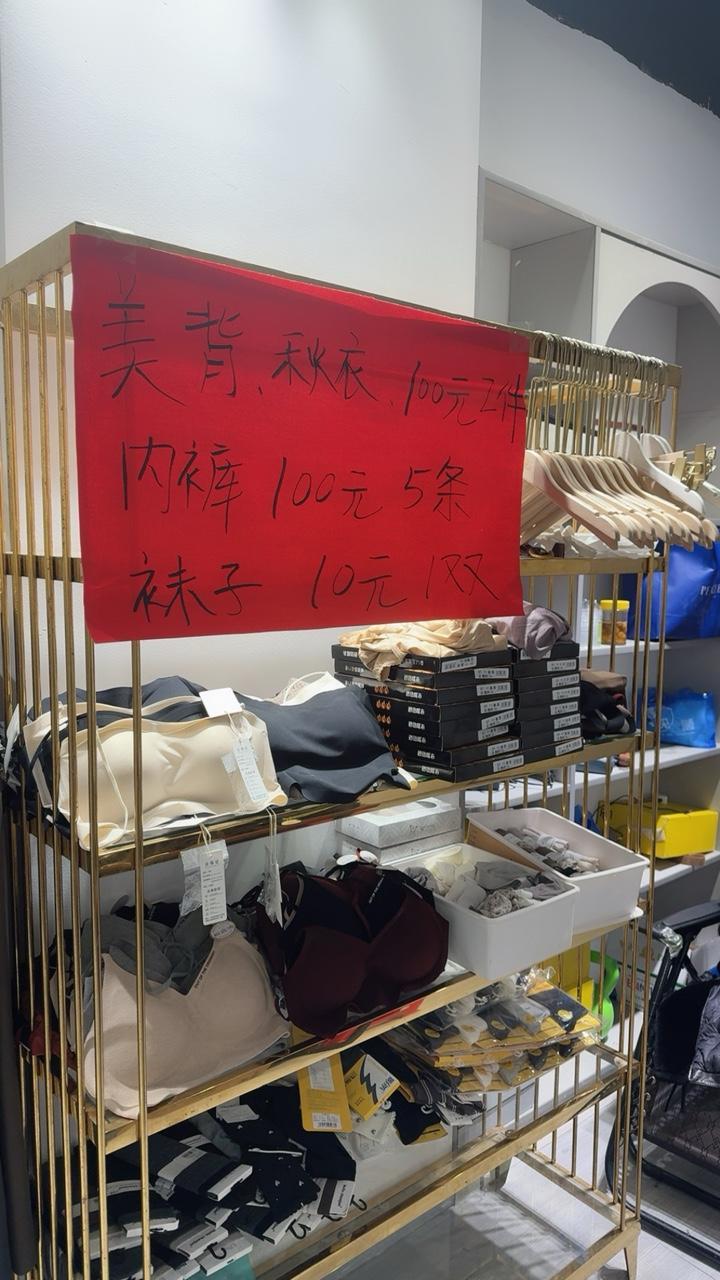 美背、秋衣、100元2件
内裤 100元 5条
袜子 10元 1双